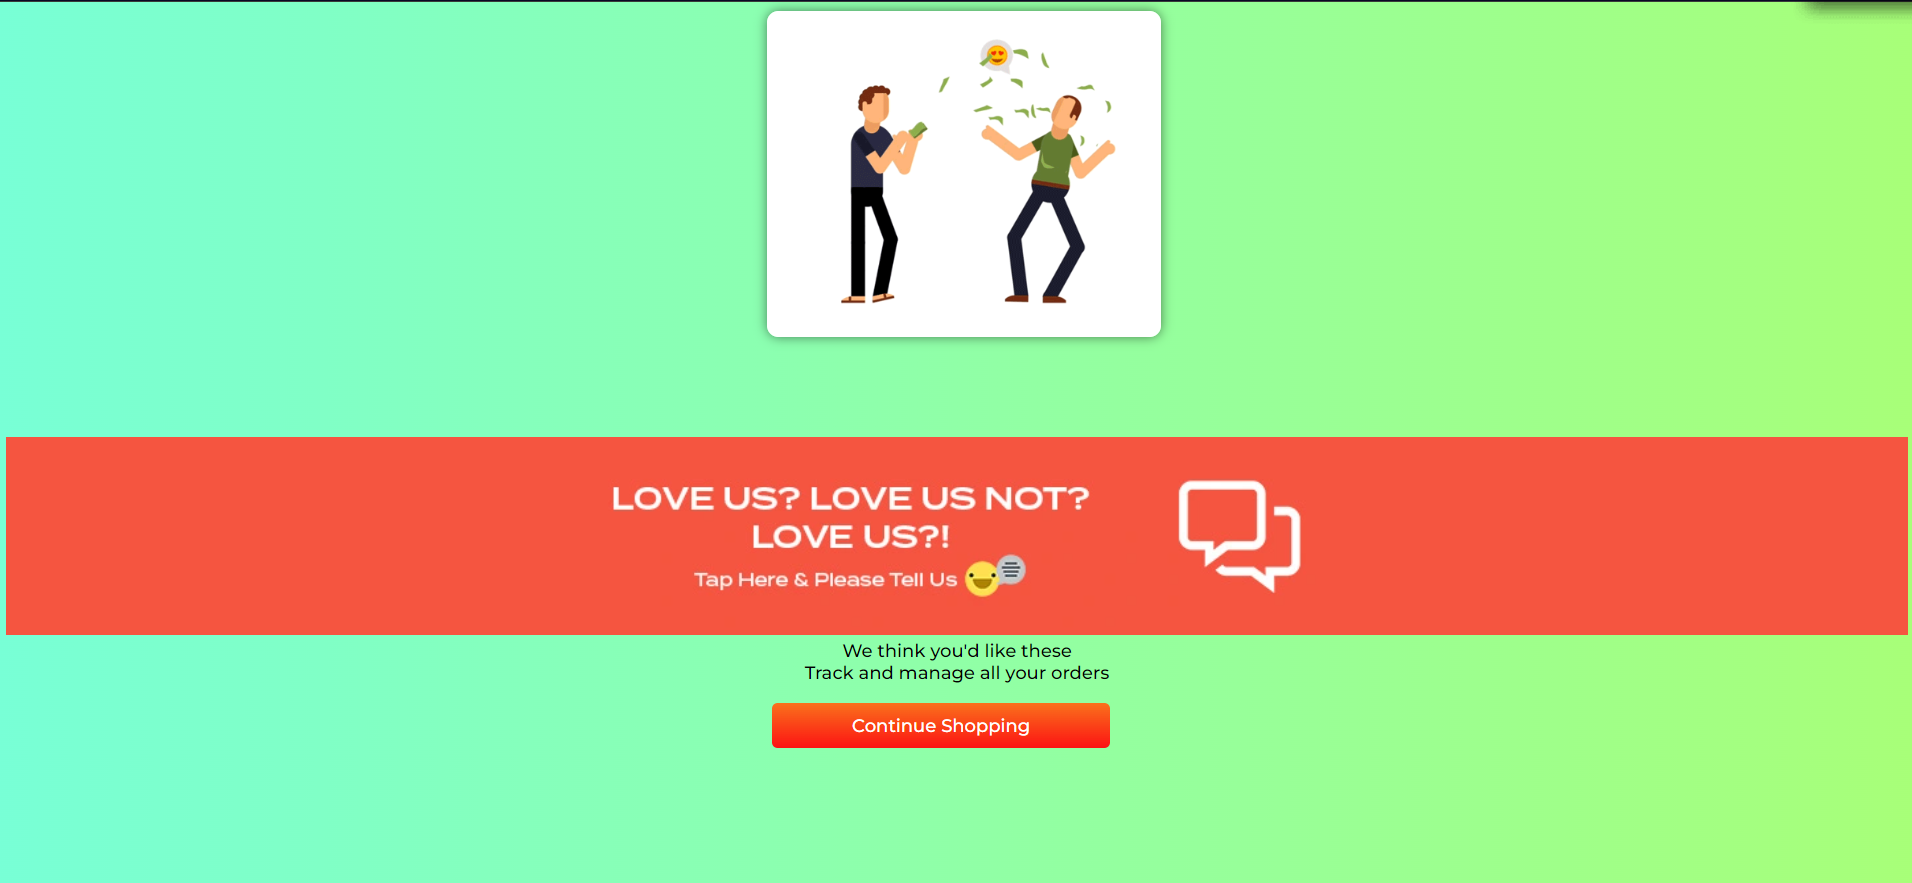 LOVE US? LOVE US NOT?
LOVE US?!
Tap Here & Please Tell Us
We think you'd like these
Track and manage all your orders
Continue Shopping